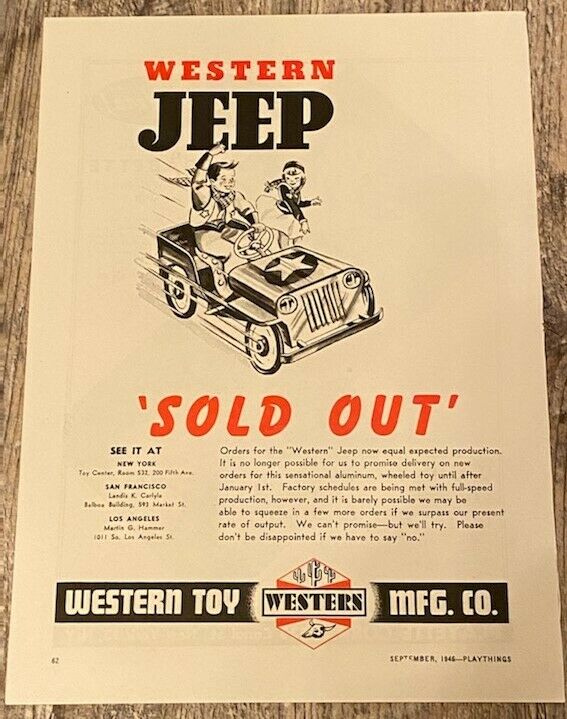 WESTERN
JEEP
'SOLD OUT'
SEE IT AT
NEW YORK
Toy Center, Room 532, 200 Fifth Ave.
SAN FRANCISCO
Landis K. Carlyle
Balboa Building, 593 Market St.
LOS ANGELES
Martin G. Hammer
1011 So. Los Angeles St.
Orders for the "Western" Jeep now equal expected production.
It is no longer possible for us to promise delivery on new
orders for this sensational aluminum, wheeled toy until after
January 1st. Factory schedules are being met with full-speed
production, however, and it is barely possible we may be
able to squeeze in a few more orders if we surpass our present
rate of output. We can't promise—but we'll try. Please
don't be disappointed if we have to say "no."
WESTERN TOY WESTERN MFG. CO.
62
SEPTEMBER, 1946—PLAYTHINGS